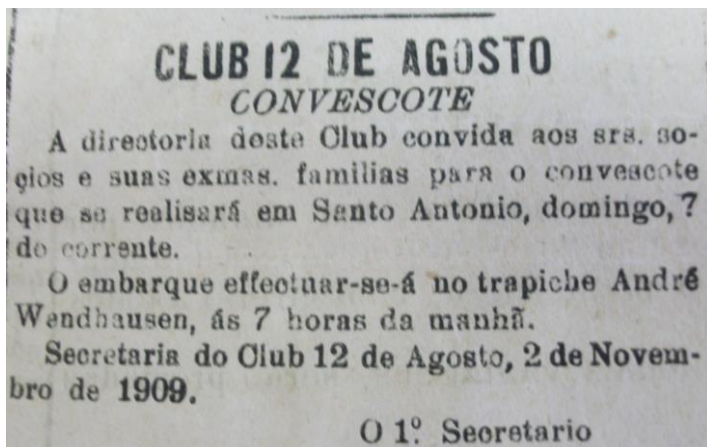 CLUB 12 DE AGOSTO
CONVESCOTE
A directoria deste Club convida aos srs. so-
cios e suas exmas. familias para o convescote
que se realisará em Santo Antonio, domingo, 7
do corrente.
O embarque effectuar-se-á no trapiche André
Wendhausen, ás 7 horas da manhã.
Secretaria do Club 12 de Agosto, 2 de Novem-
bro de 1909.
O 1º. Secretario